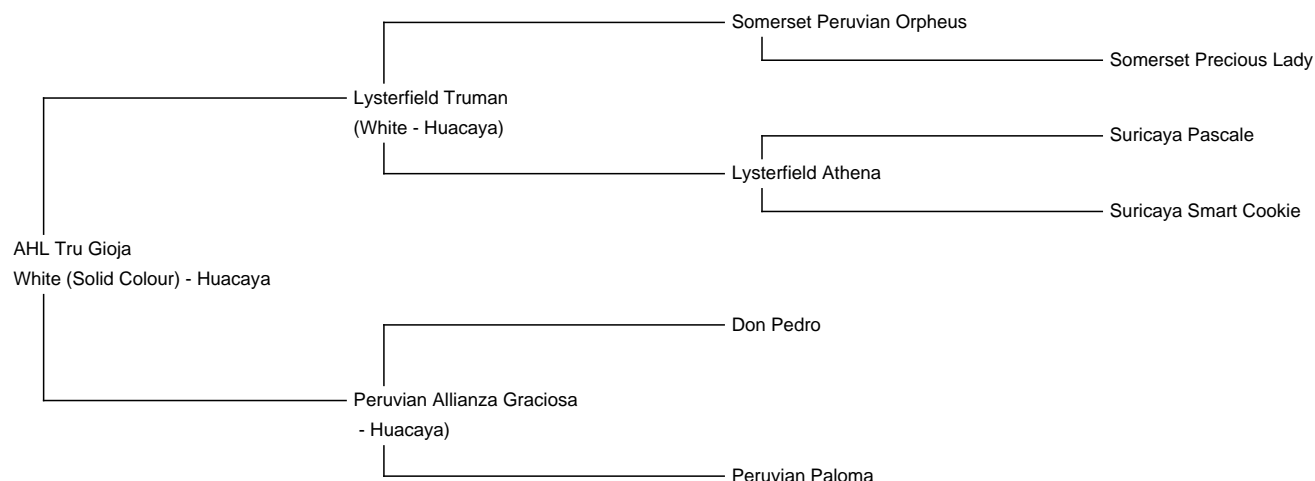 Somerset Peruvian Orpheus
Somerset Precious Lady
Lysterfield Truman
(White - Huacaya)
Suricaya Pascale
Lysterfield Athena
Suricaya Smart Cookie
AHL Tru Gioja
White (Solid Colour) - Huacaya
Don Pedro
Peruvian Allianza Graciosa
- Huacaya)
Peruvian Paloma